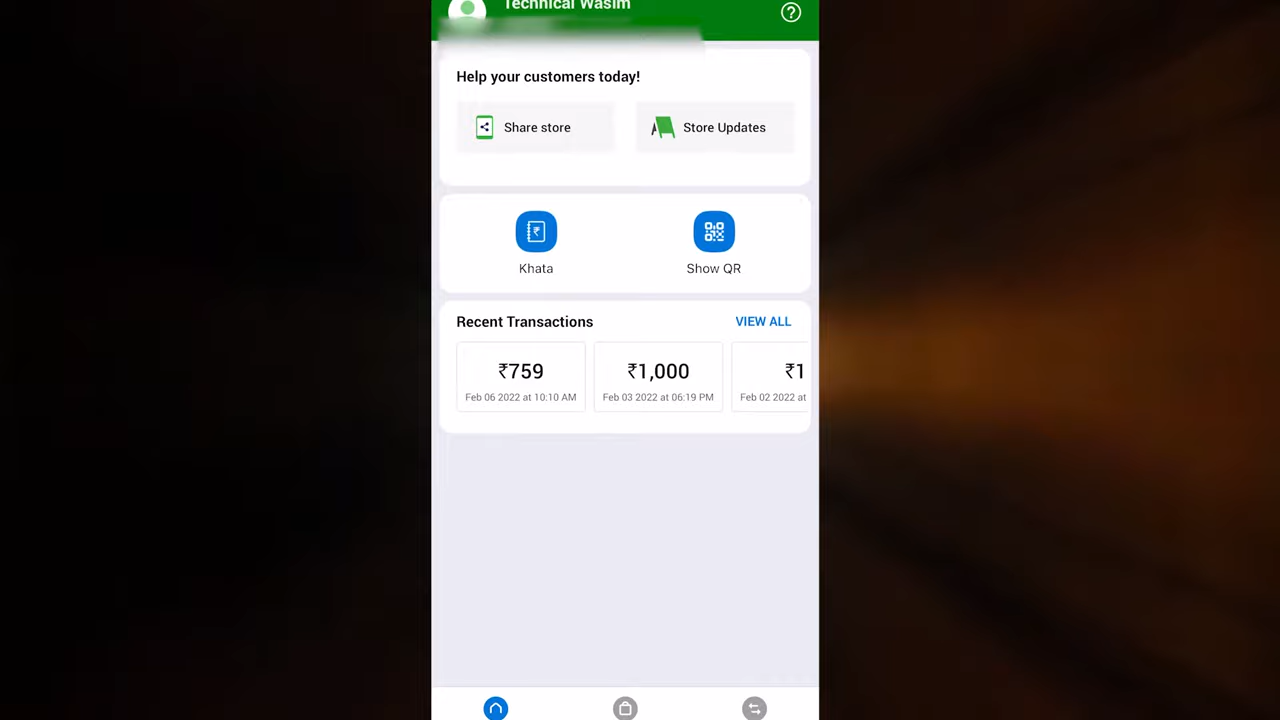 Technical Wasim
Help your customers today!
Share store
Store Updates
Khata
Show QR
Recent Transactions
VIEW ALL
₹759
₹1,000
₹1
Feb 06 2022 at 10:10 AM
Feb 03 2022 at 06:19 PM
Feb 02 2022 at